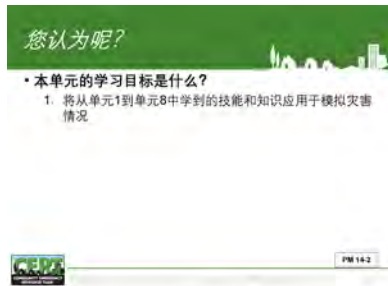 您认为呢？
• 本单元的学习目标是什么？
1. 将从单元1到单元8中学到的技能和知识应用于模拟灾害
情况
PM 14-2
CERT